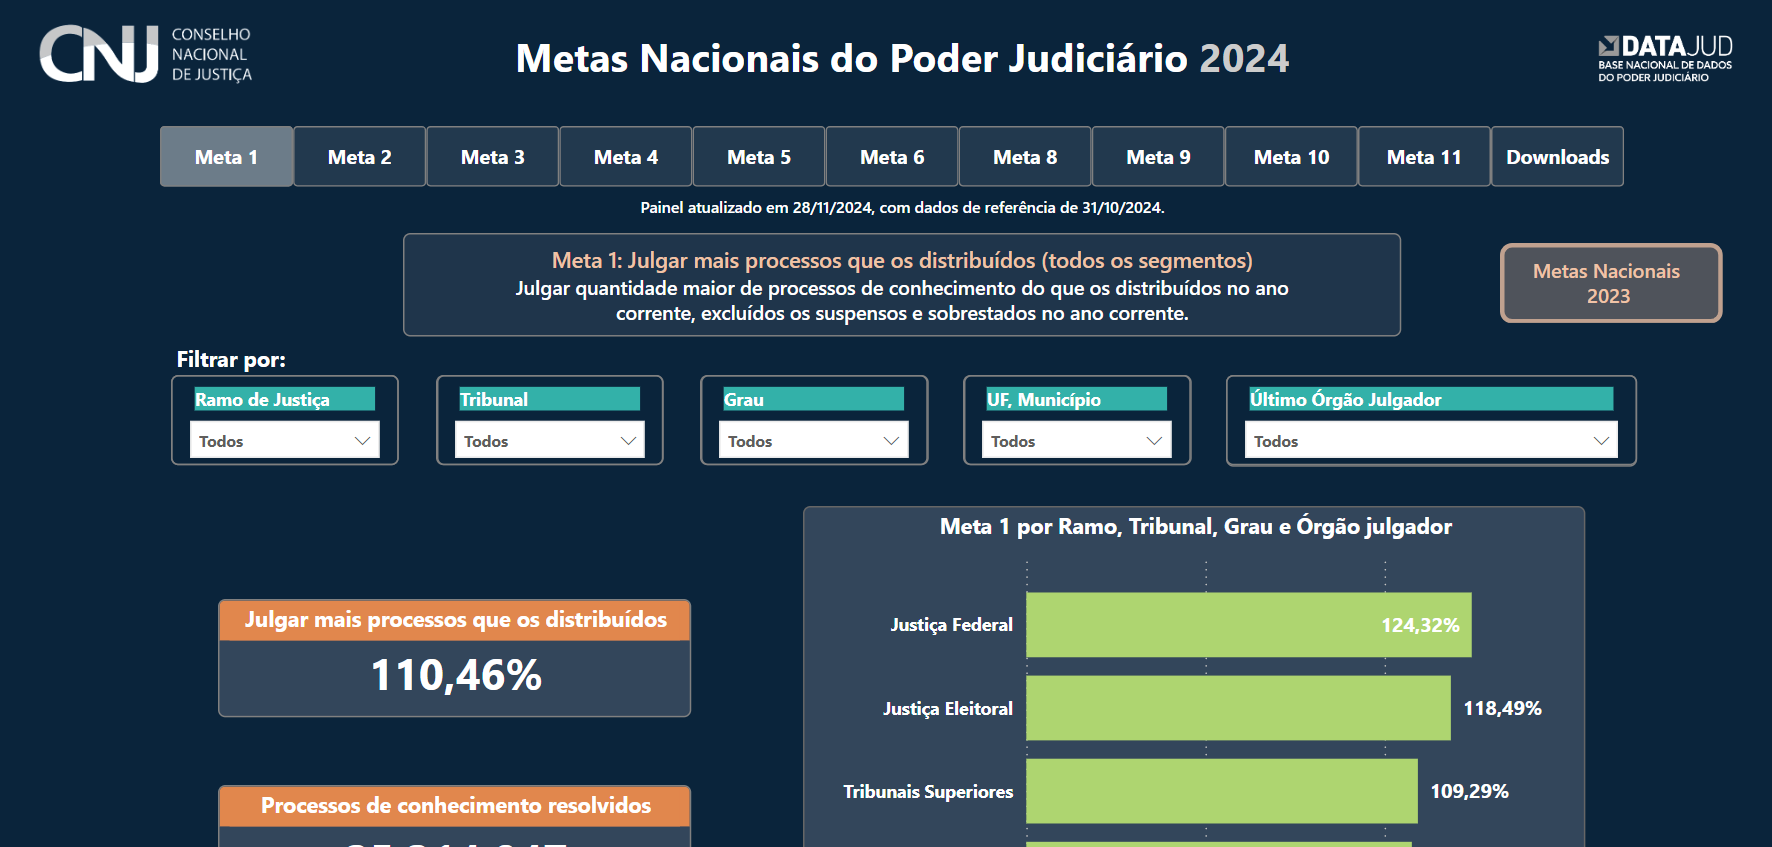 CNJ
CONSELHO
NACIONAL
DE JUSTIÇA
Metas Nacionais do Poder Judiciário 2024
DATAJUD
BASE NACIONAL DE DADOS
DO PODER JUDICIÁRIO
Meta 1
Meta 2
Meta 3
Meta 4
Meta 5
Meta 6
Meta 8
Meta 9
Meta 10
Meta 11
Downloads
Painel atualizado em 28/11/2024, com dados de referência de 31/10/2024.
Meta 1: Julgar mais processos que os distribuídos (todos os segmentos)
Julgar quantidade maior de processos de conhecimento do que os distribuídos no ano
corrente, excluídos os suspensos e sobrestados no ano corrente.
Metas Nacionais
2023
Filtrar por:
Ramo de Justiça
Todos
Tribunal
Todos
Grau
Todos
UF, Município
Todos
Último Órgão Julgador
Todos
Julgar mais processos que os distribuídos
110,46%
Processos de conhecimento resolvidos
Meta 1 por Ramo, Tribunal, Grau e Órgão julgador
Justiça Federal
124,32%
Justiça Eleitoral
118,49%
Tribunais Superiores
109,29%